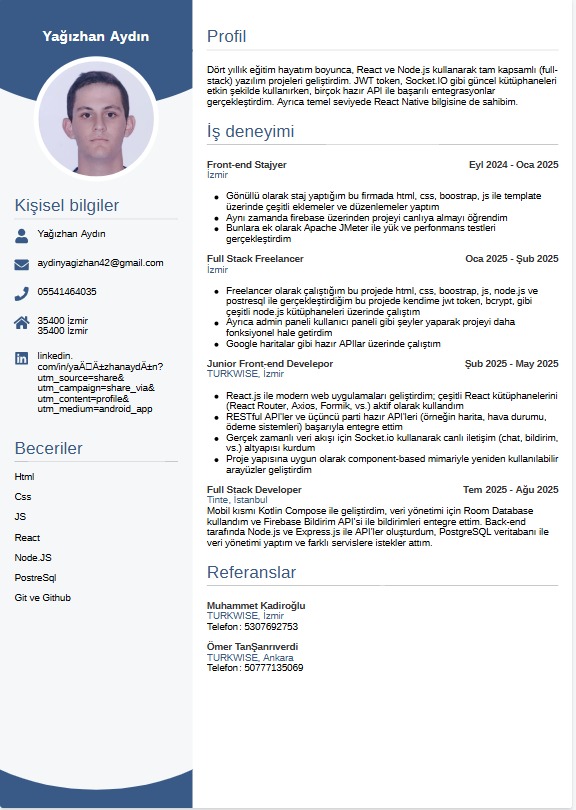 Yağızhan Aydın
Kişisel bilgiler
Yağızhan Aydın
aydinyagizhan42@gmail.com
05541464035
35400 İzmir
35400 İzmir
linkedin.
com/in/yaÄŸÄ±zhanaydÄ±n?
utm_source=share&
utm_campaign=share_via&
utm_content=profile&
utm_medium=android_app
Beceriler
Html
Css
JS
React
Node.JS
PostreSql
Git ve Github
Profil
Dört yıllık eğitim hayatım boyunca, React ve Node.js kullanarak tam kapsamlı (full-
stack) yazılım projeleri geliştirdim. JWT token, Socket.IO gibi güncel kütüphaneleri
etkin şekilde kullanırken, birçok hazır API ile başarılı entegrasyonlar
gerçekleştirdim. Ayrıca temel seviyede React Native bilgisine de sahibim.
İş deneyimi
Front-end Stajyer Eyl 2024 - Oca 2025
İzmir
• Gönüllü olarak staj yaptığım bu firmada html, css, boostrap, js ile template
üzerinde çeşitli eklemeler ve düzenlemeler yaptım
• Aynı zamanda firebase üzerinden projeyi canlıya almayı öğrendim
• Bunlara ek olarak Apache JMeter ile yük ve perfonmans testleri
gerçekleştirdim
Full Stack Freelancer Oca 2025 - Şub 2025
İzmir
• Freelancer olarak çalıştığım bu projede html, css, boostrap, js, node.js ve
postresql ile gerçekleştirdiğim bu projede kendime jwt token, bcrypt, gibi
çeşitli node.js kütüphaneleri üzerinde çalıştım
• Ayrıca admin paneli kullanıcı paneli gibi şeyler yaparak projeyi daha
fonksiyonel hale getirdim
• Google haritalar gibi hazır APIlar üzerinde çalıştım
Junior Front-end Develepor Şub 2025 - May 2025
TURKWISE, İzmir
• React.js ile modern web uygulamaları geliştirdim; çeşitli React kütüphanelerini
(React Router, Axios, Formik, vs.) aktif olarak kullandım
• RESTful API'ler ve üçüncü parti hazır API'leri (örneğin harita, hava durumu,
ödeme sistemleri) başarıyla entegre ettim
• Gerçek zamanlı veri akışı için Socket.io kullanarak canlı iletişim (chat, bildirim,
vs.) altyapısı kurdum
• Proje yapısına uygun olarak component-based mimariyle yeniden kullanılabilir
arayüzler geliştirdim
Full Stack Developer Tem 2025 - Ağu 2025
Tinte, İstanbul
Mobil kısmı Kotlin Compose ile geliştirdim, veri yönetimi için Room Database
kullandım ve Firebase Bildirim API'si ile bildirimleri entegre ettim. Back-end
tarafında Node.js ve Express.js ile API'ler oluşturdum, PostgreSQL veritabanı ile
veri yönetimi yaptım ve farklı servislere istekler attım.
Referanslar
Muhammet Kadiroğlu
TURKWISE, İzmir
Telefon: 5307692753
Ömer TanŞanrıverdi
TURKWISE, Ankara
Telefon: 50777135069